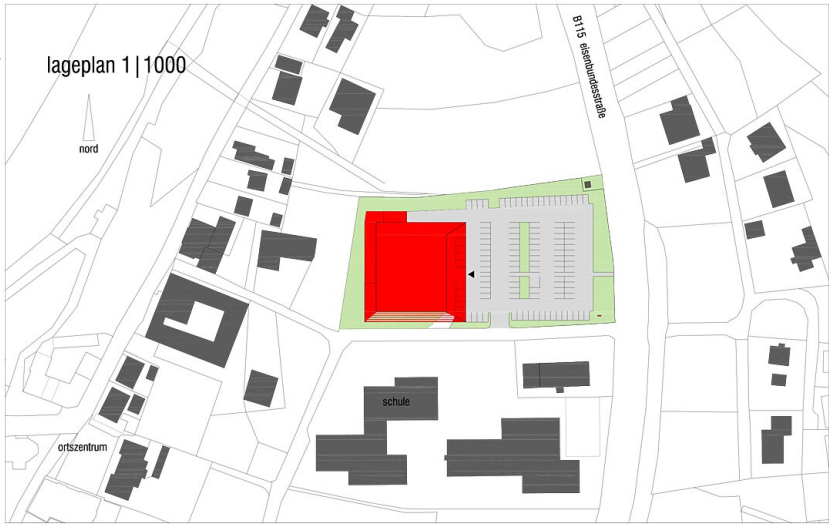 lageplan 1|1000
nord
B115 eisenbundesstraße
schule
ortszentrum